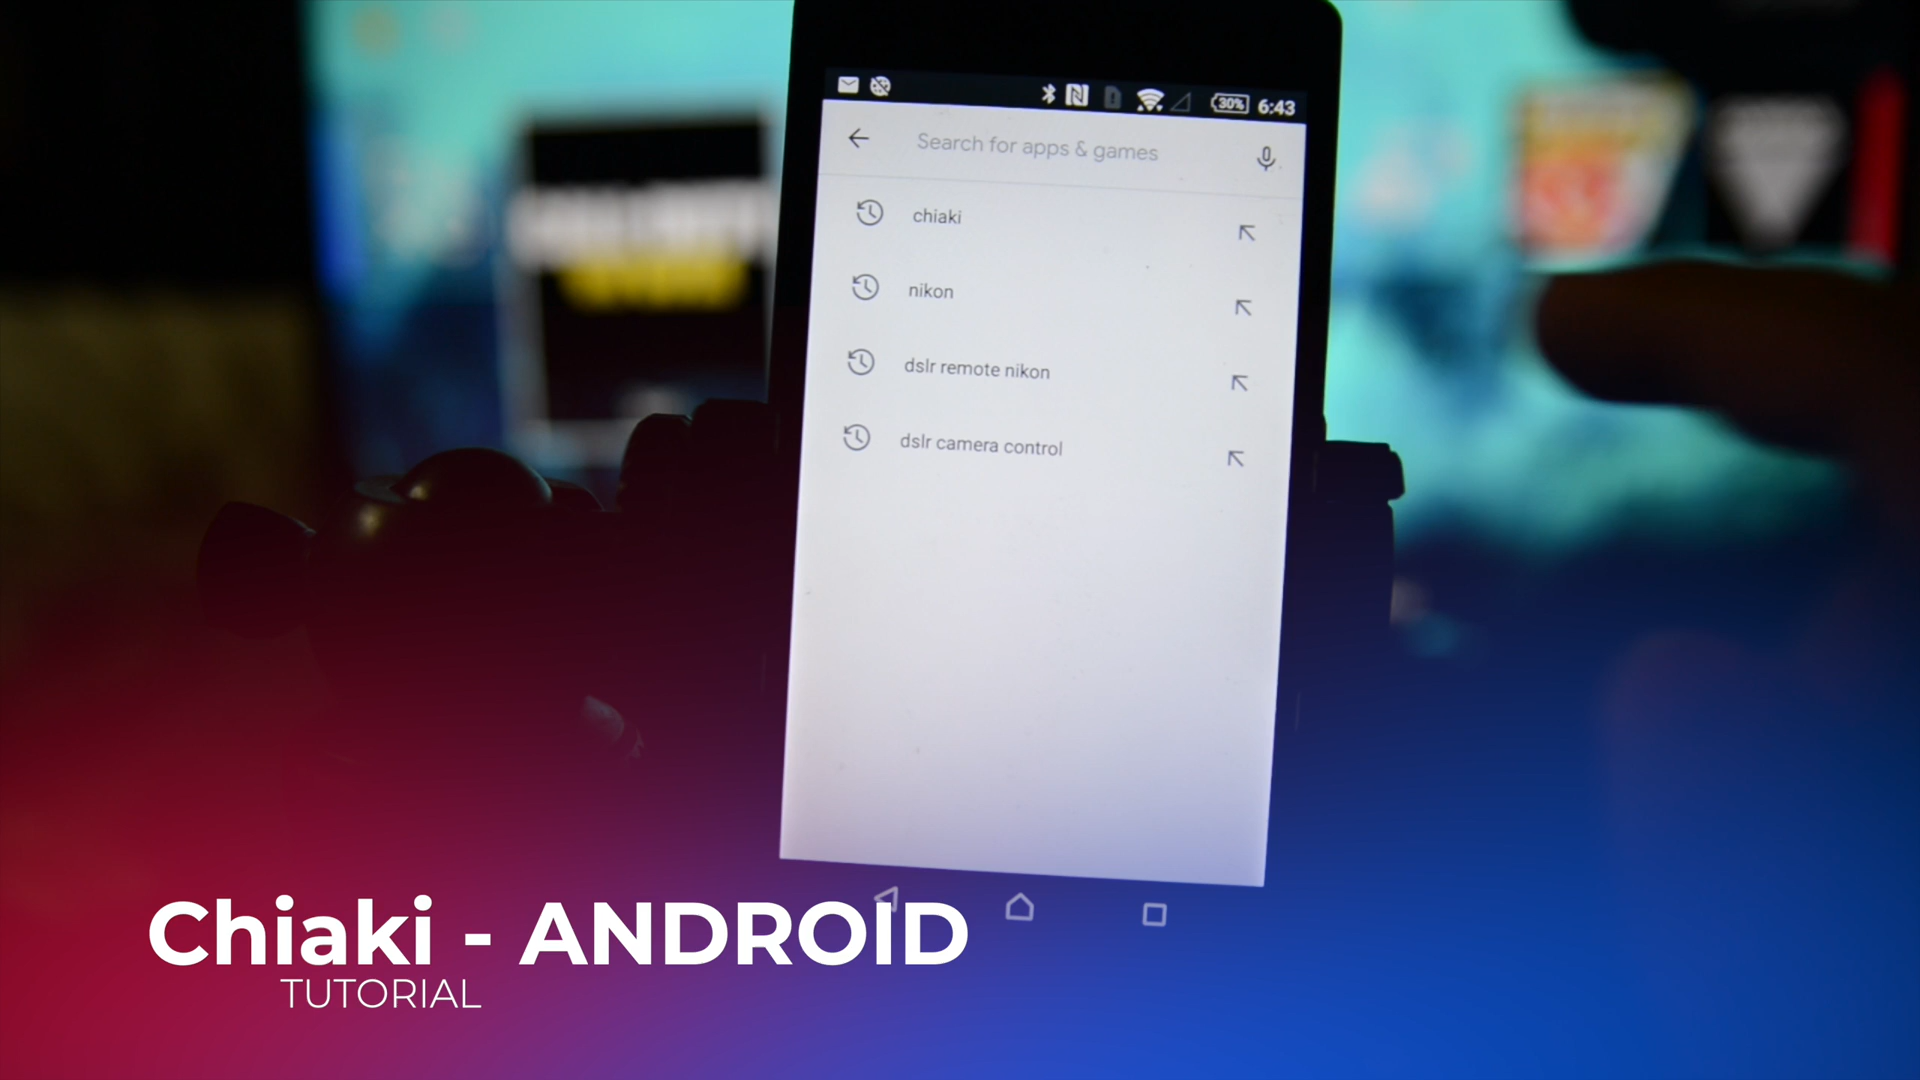 30% 6:43
Search for apps & games
chiaki
nikon
dslr remote nikon
dslr camera control
Chiaki - ANDROID
TUTORIAL